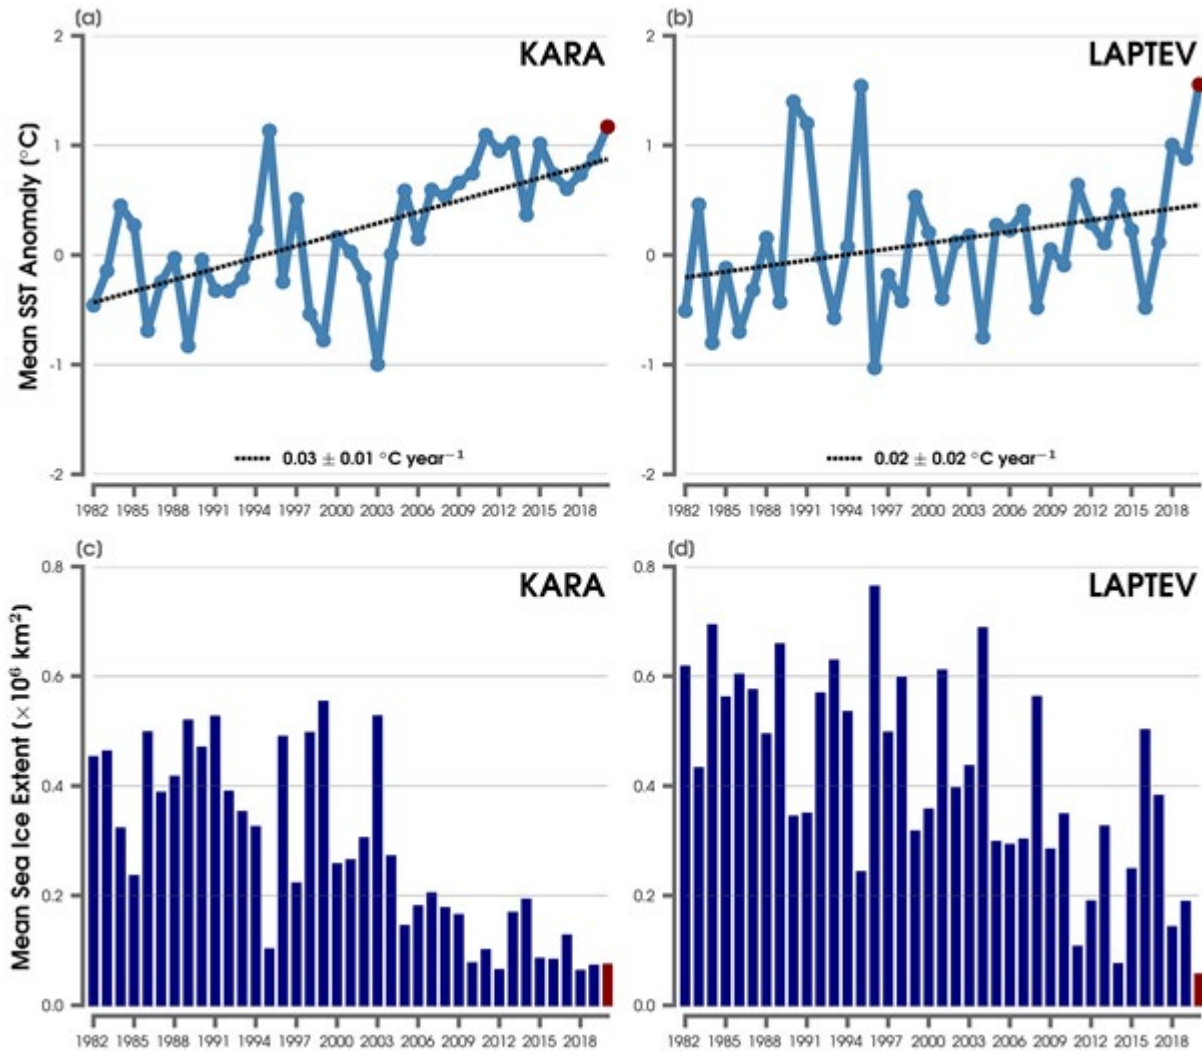 (a)
KARA
2
1
0
-1
-2
Mean SST Anomaly (°C)
0.03 ± 0.01 °C year⁻¹
1982 1985 1988 1991 1994 1997 2000 2003 2006 2009 2012 2015 2018
(b)
LAPTEV
2
1
0
-1
-2
0.02 ± 0.02 °C year⁻¹
1982 1985 1988 1991 1994 1997 2000 2003 2006 2009 2012 2015 2018
(c)
KARA
0.8
0.6
0.4
0.2
0.0
Mean Sea Ice Extent (×10⁶ km²)
1982 1985 1988 1991 1994 1997 2000 2003 2006 2009 2012 2015 2018
(d)
LAPTEV
0.8
0.6
0.4
0.2
0.0
1982 1985 1988 1991 1994 1997 2000 2003 2006 2009 2012 2015 2018